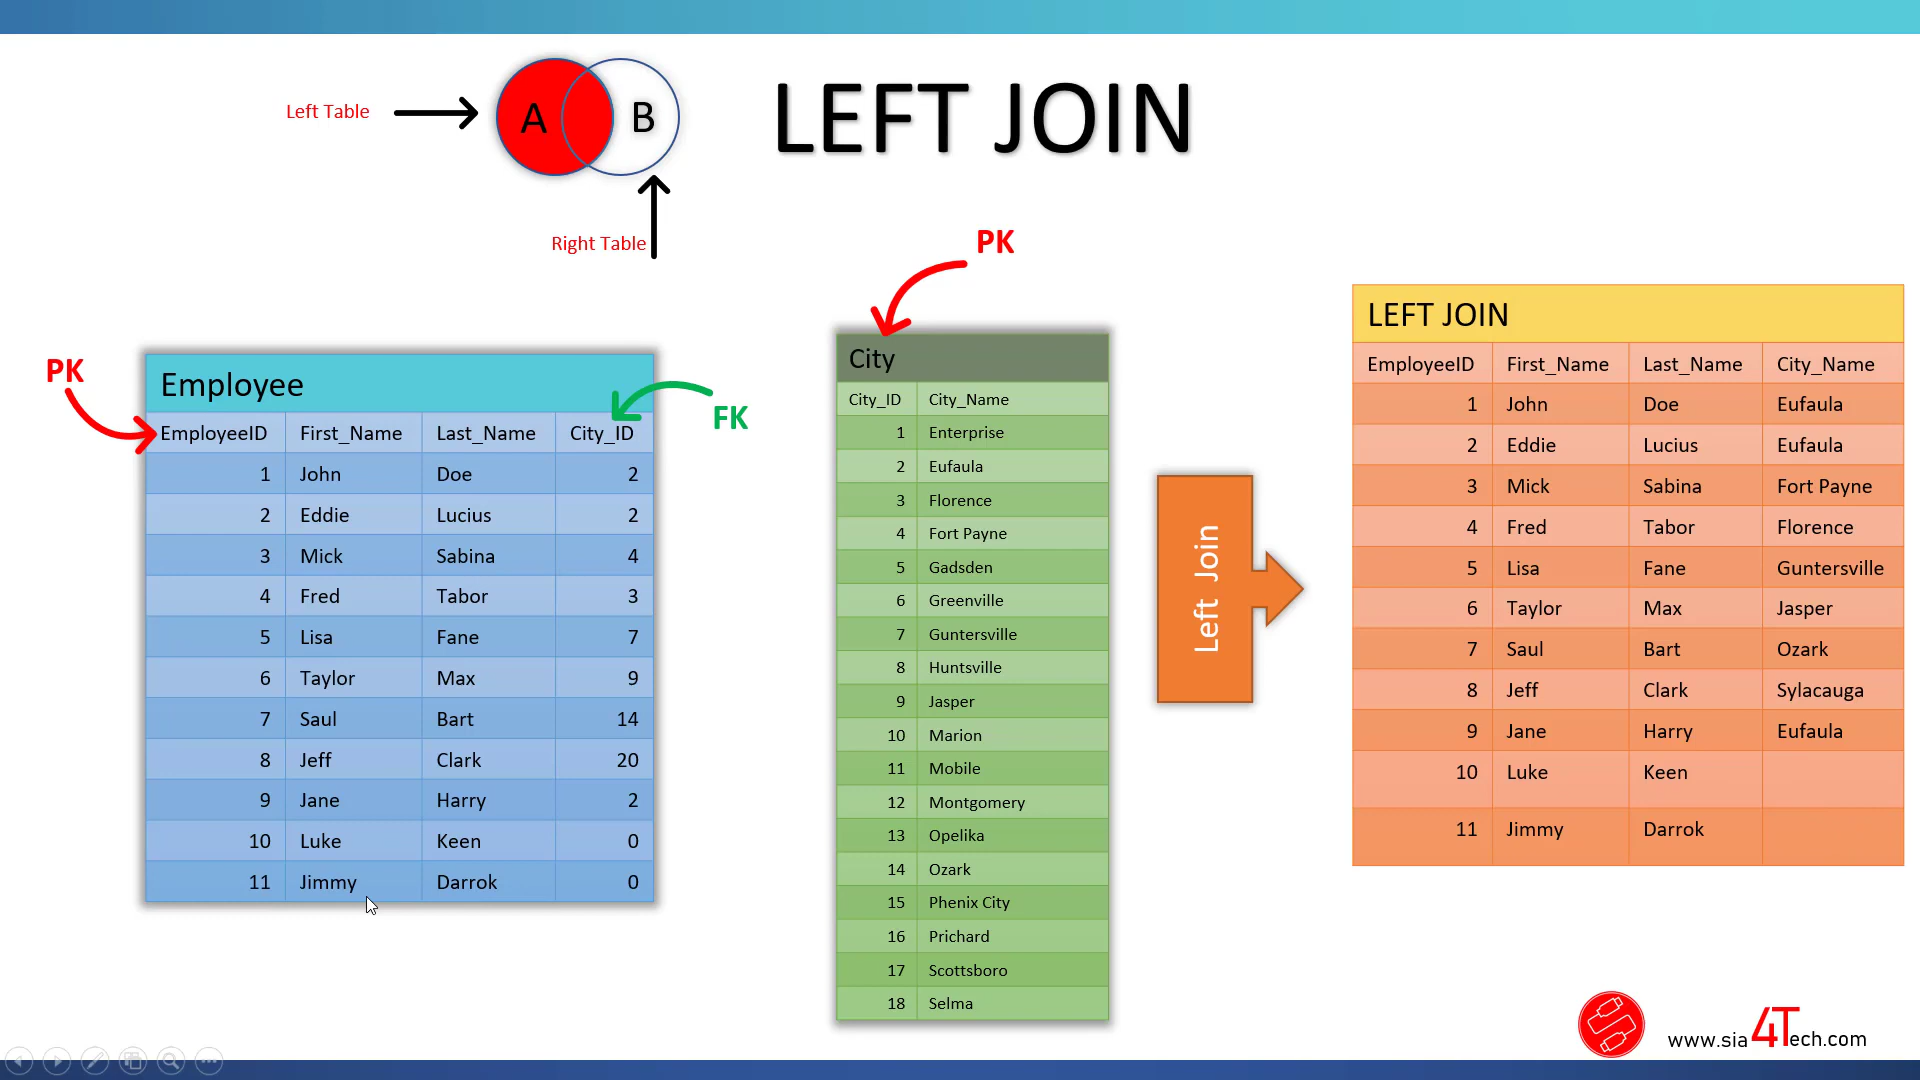 LEFT JOIN
Left Table
A B
Right Table
PK
PK
FK
Employee
EmployeeID First_Name Last_Name City_ID
1 John Doe 2
2 Eddie Lucius 2
3 Mick Sabina 4
4 Fred Tabor 3
5 Lisa Fane 7
6 Taylor Max 9
7 Saul Bart 14
8 Jeff Clark 20
9 Jane Harry 2
10 Luke Keen 0
11 Jimmy Darrok 0
City
City_ID City_Name
1 Enterprise
2 Eufaula
3 Florence
4 Fort Payne
5 Gadsden
6 Greenville
7 Guntersville
8 Huntsville
9 Jasper
10 Marion
11 Mobile
12 Montgomery
13 Opelika
14 Ozark
15 Phenix City
16 Prichard
17 Scottsboro
18 Selma
Left Join
LEFT JOIN
EmployeeID First_Name Last_Name City_Name
1 John Doe Eufaula
2 Eddie Lucius Eufaula
3 Mick Sabina Fort Payne
4 Fred Tabor Florence
5 Lisa Fane Guntersville
6 Taylor Max Jasper
7 Saul Bart Ozark
8 Jeff Clark Sylacauga
9 Jane Harry Eufaula
10 Luke Keen
11 Jimmy Darrok
www.sia4Tech.com